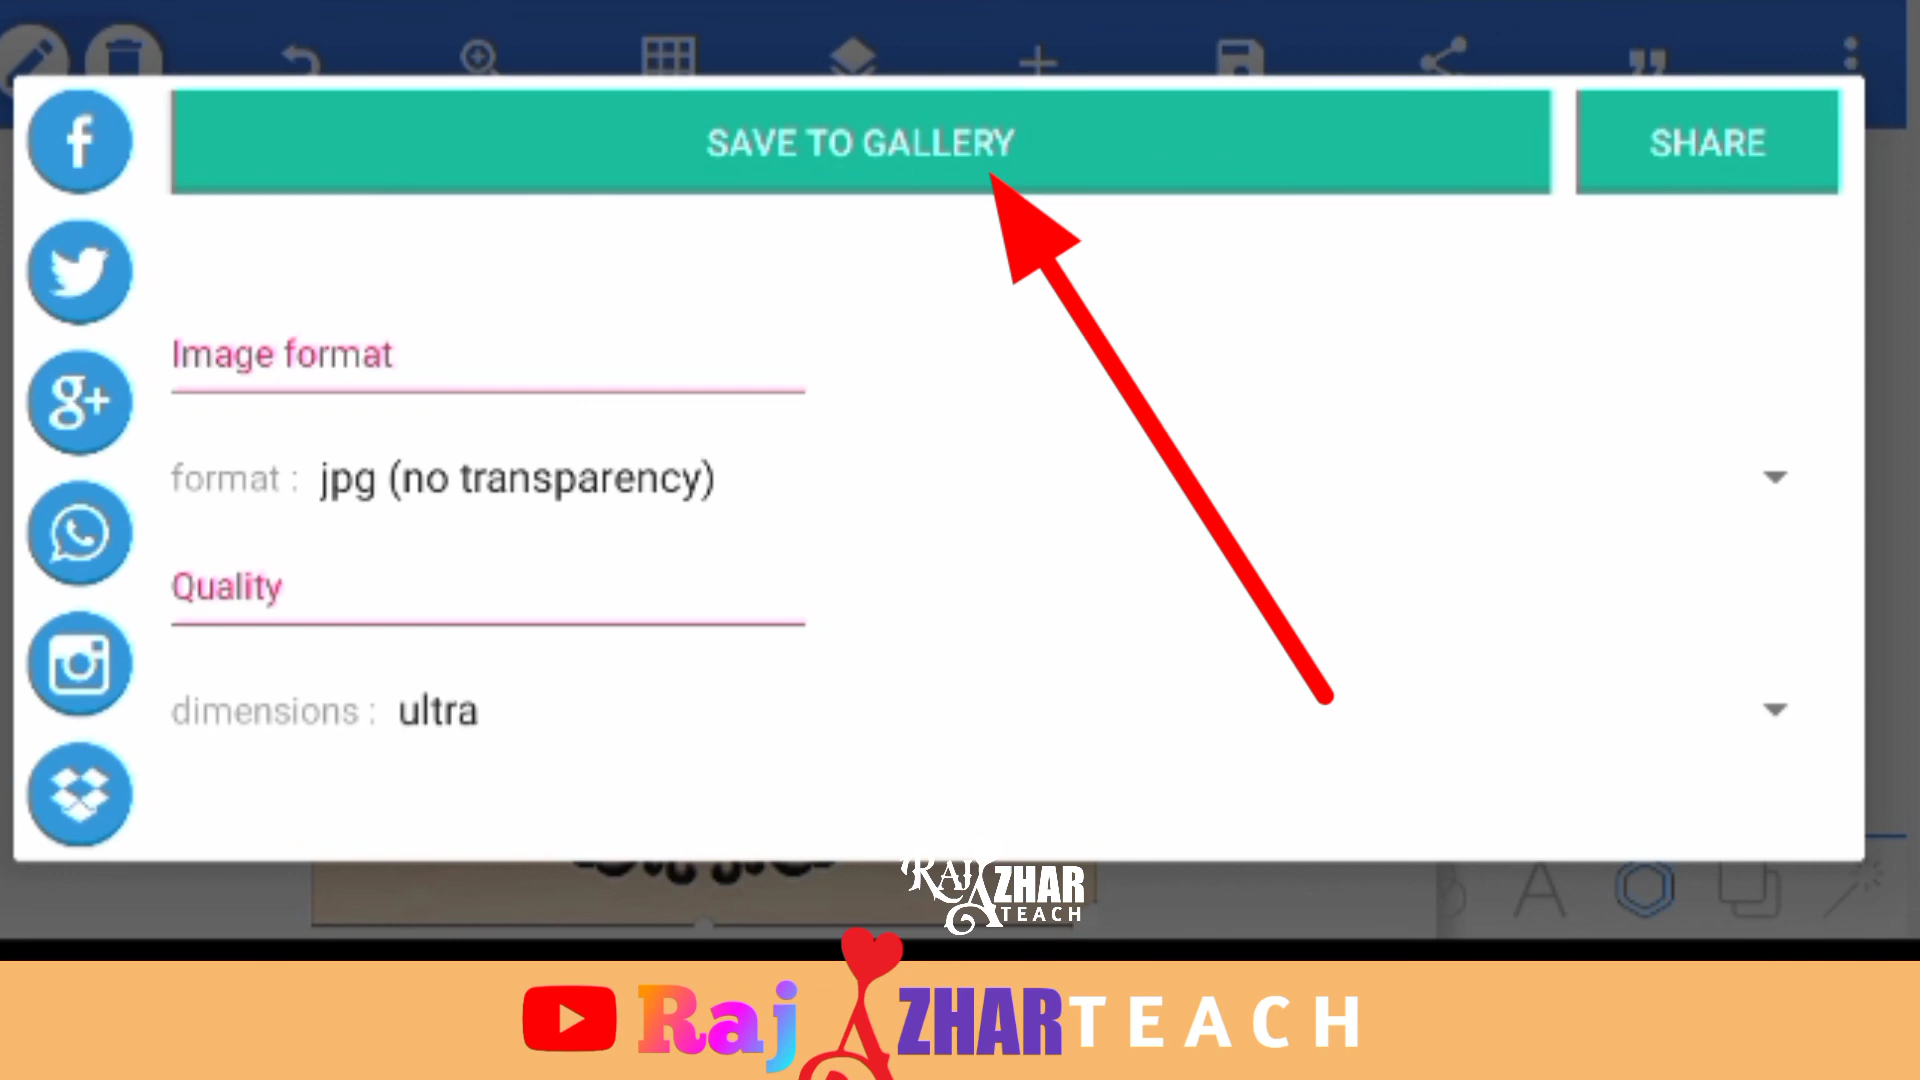 SAVE TO GALLERY
SHARE
Image format
format : jpg (no transparency)
Quality
dimensions : ultra
RAJ AZHAR
TEACH
Raj AZHAR TEACH